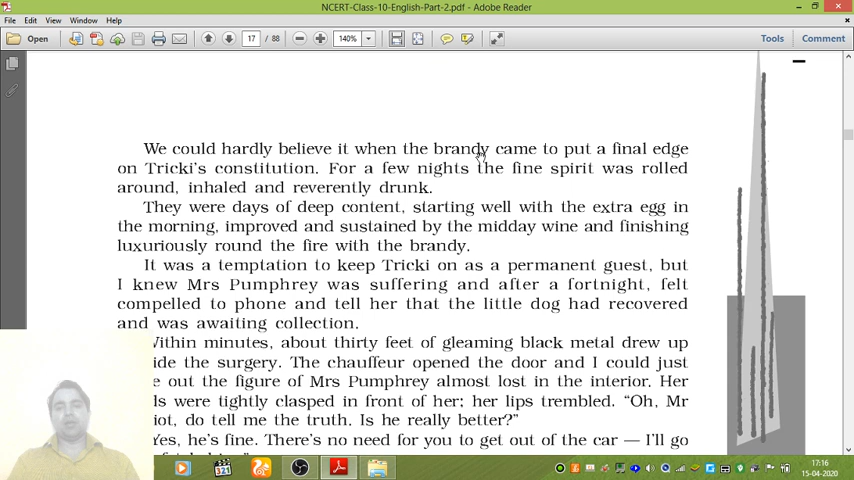 NCERT-Class-10-English-Part-2.pdf - Adobe Reader
File Edit View Window Help
Open 17 / 88 140% Tools Comment
We could hardly believe it when the brandy came to put a final edge
on Tricki's constitution. For a few nights the fine spirit was rolled
around, inhaled and reverently drunk.
They were days of deep content, starting well with the extra egg in
the morning, improved and sustained by the midday wine and finishing
luxuriously round the fire with the brandy.
It was a temptation to keep Tricki on as a permanent guest, but
I knew Mrs Pumphrey was suffering and after a fortnight, felt
compelled to phone and tell her that the little dog had recovered
and was awaiting collection.
ithin minutes, about thirty feet of gleaming black metal drew up
ide the surgery. The chauffeur opened the door and I could just
e out the figure of Mrs Pumphrey almost lost in the interior. Her
ls were tightly clasped in front of her; her lips trembled. “Oh, Mr
iot, do tell me the truth. Is he really better?”
Yes, he's fine. There's no need for you to get out of the car — I'll go
321
17:16
15-04-2020